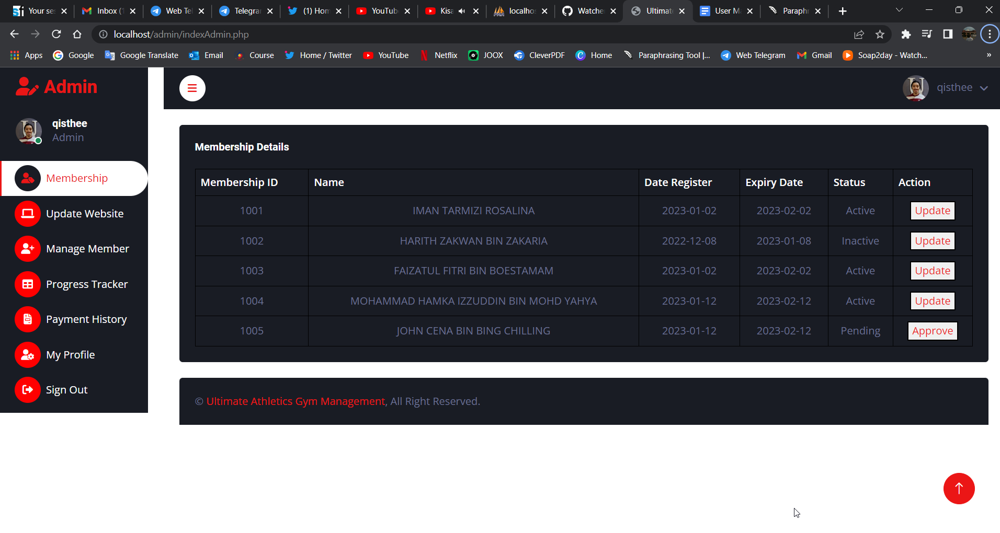 Your se Inbox (1 Web Te Telegra (1) Hom YouTub Kisa localho Watche Ultimat User M Paraph
localhost/admin/indexAdmin.php
Apps Google Google Translate Email Course Home / Twitter YouTube Netflix JOOX CleverPDF Home Paraphrasing Tool |... Web Telegram Gmail Soap2day - Watch... »
Admin
qisthee
qisthee
Admin
Membership
Update Website
Manage Member
Progress Tracker
Payment History
My Profile
Sign Out
Membership Details
Membership ID Name Date Register Expiry Date Status Action
1001 IMAN TARMIZI ROSALINA 2023-01-02 2023-02-02 Active Update
1002 HARITH ZAKWAN BIN ZAKARIA 2022-12-08 2023-01-08 Inactive Update
1003 FAIZATUL FITRI BIN BOESTAMAM 2023-01-02 2023-02-02 Active Update
1004 MOHAMMAD HAMKA IZZUDDIN BIN MOHD YAHYA 2023-01-12 2023-02-12 Active Update
1005 JOHN CENA BIN BING CHILLING 2023-01-12 2023-02-12 Pending Approve
© Ultimate Athletics Gym Management, All Right Reserved.